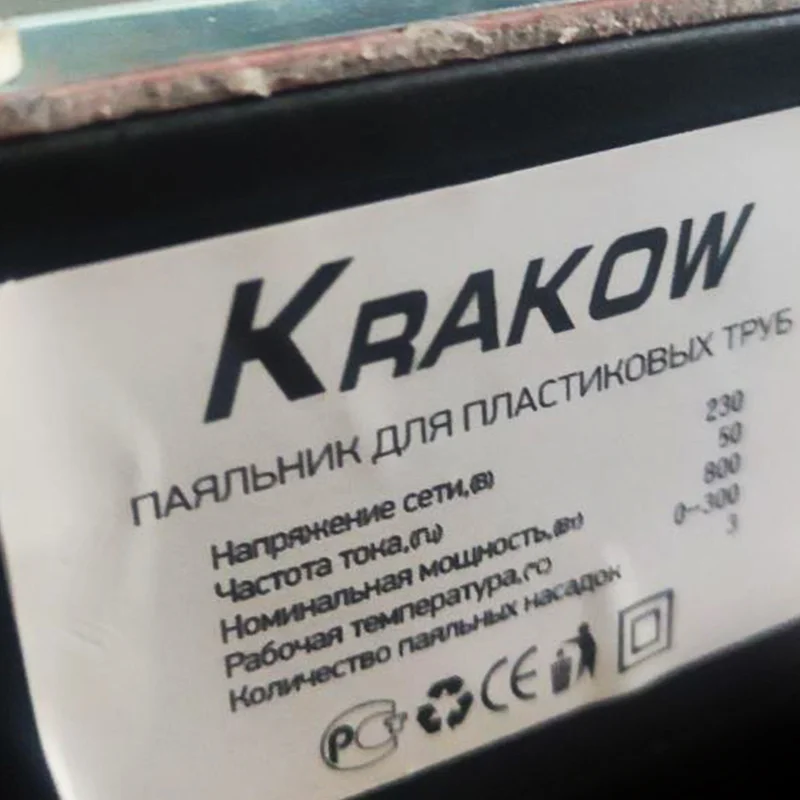 KRAKOW
ПАЯЛЬНИК ДЛЯ ПЛАСТИКОВЫХ ТРУБ
Напряжение сети,(В) 230
Частота тока,(Гц) 50
Номинальная мощность,(Вт) 800
Рабочая температура,(°С) 0-300
Количество паяльных насадок 3
РСТ CE